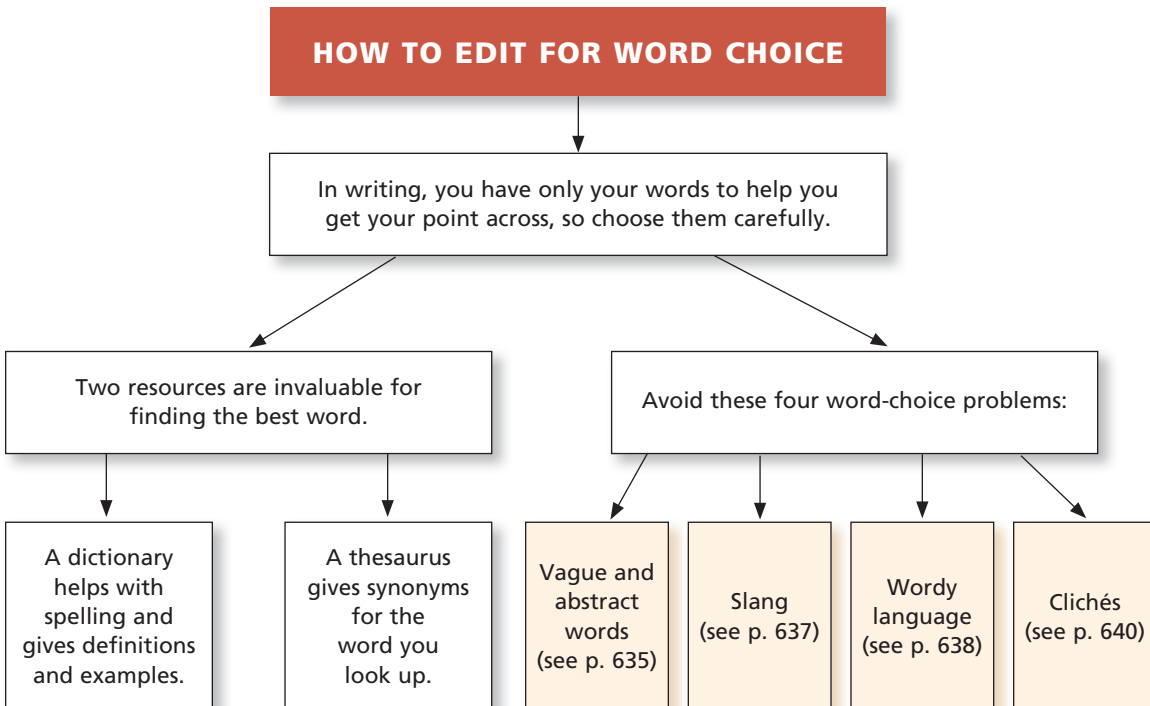 HOW TO EDIT FOR WORD CHOICE
In writing, you have only your words to help you
get your point across, so choose them carefully.
Two resources are invaluable for
finding the best word.
Avoid these four word-choice problems:
A dictionary
helps with
spelling and
gives definitions
and examples.
A thesaurus
gives synonyms
for the
word you
look up.
Vague and
abstract
words
(see p. 635)
Slang
(see p. 637)
Wordy
language
(see p. 638)
Clichés
(see p. 640)